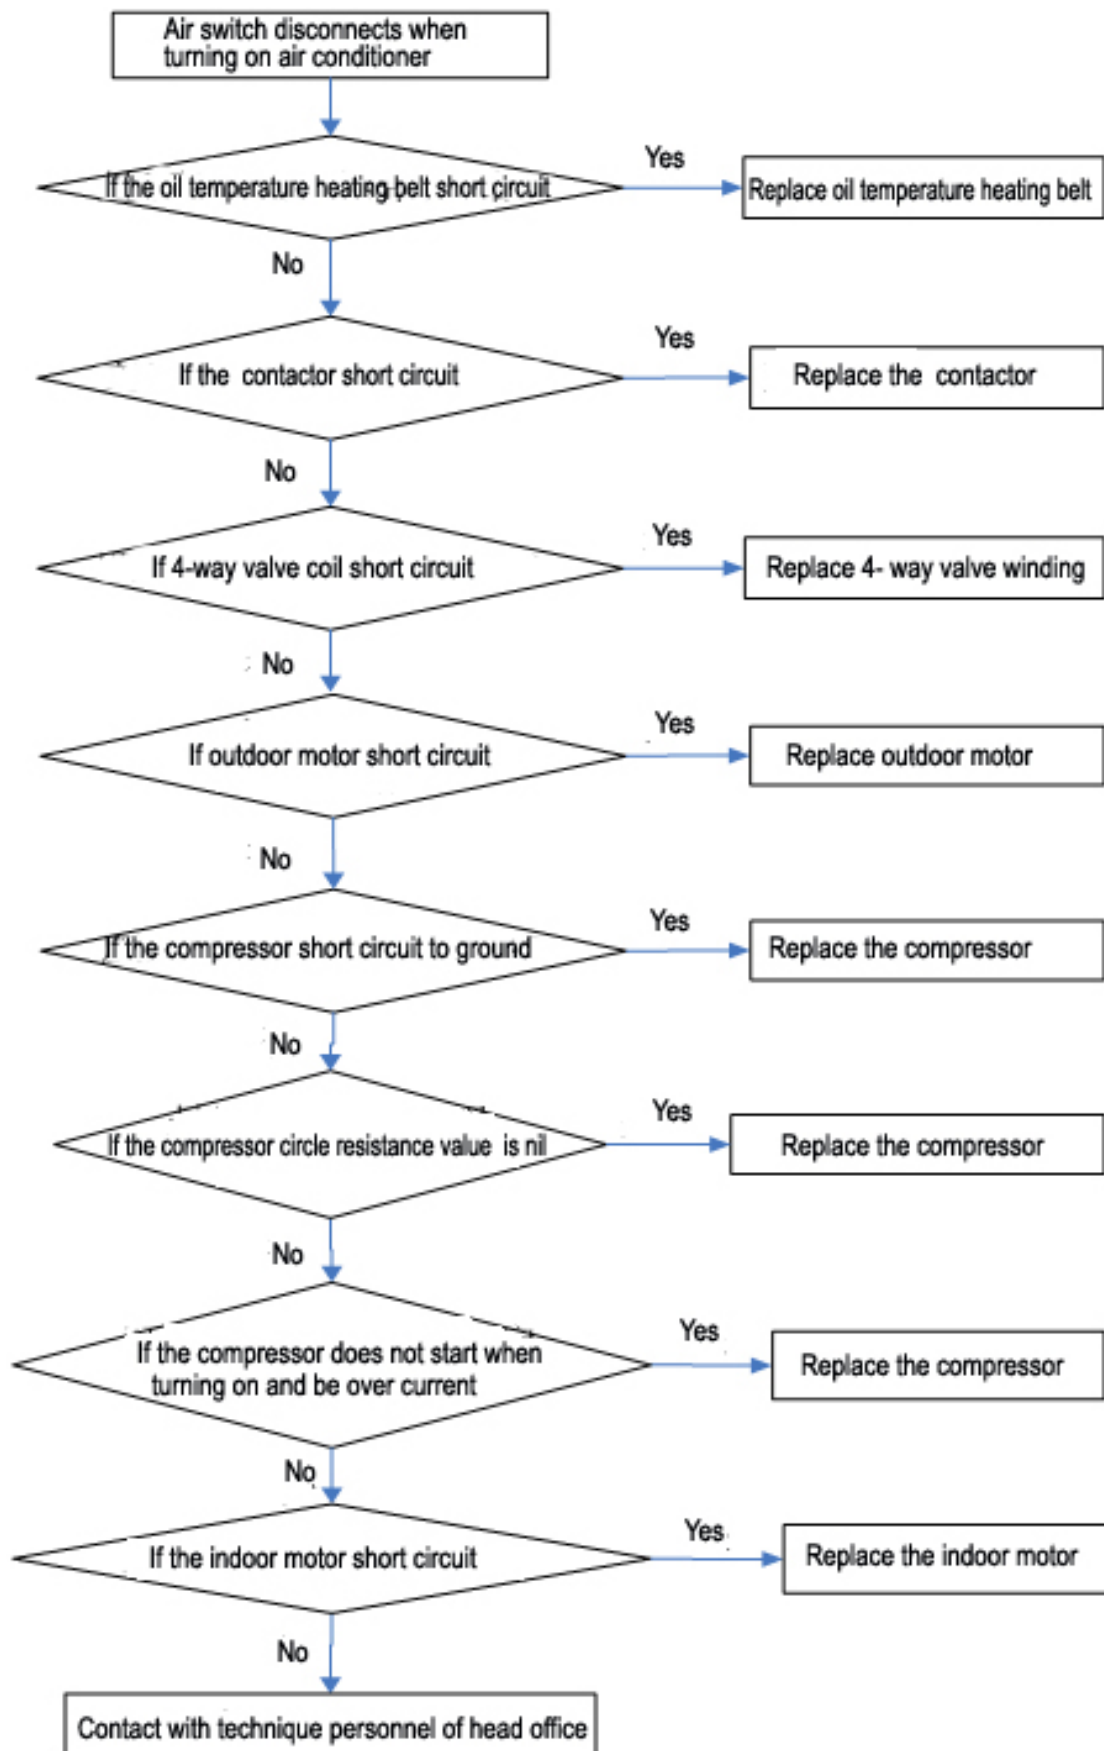 Air switch disconnects when
turning on air conditioner
If the oil temperature heating belt short circuit
Yes
Replace oil temperature heating belt
No
If the contactor short circuit
Yes
Replace the contactor
No
If 4-way valve coil short circuit
Yes
Replace 4- way valve winding
No
If outdoor motor short circuit
Yes
Replace outdoor motor
No
If the compressor short circuit to ground
Yes
Replace the compressor
No
If the compressor circle resistance value is nil
Yes
Replace the compressor
No
If the compressor does not start when
turning on and be over current
Yes
Replace the compressor
No
If the indoor motor short circuit
Yes
Replace the indoor motor
No
Contact with technique personnel of head office